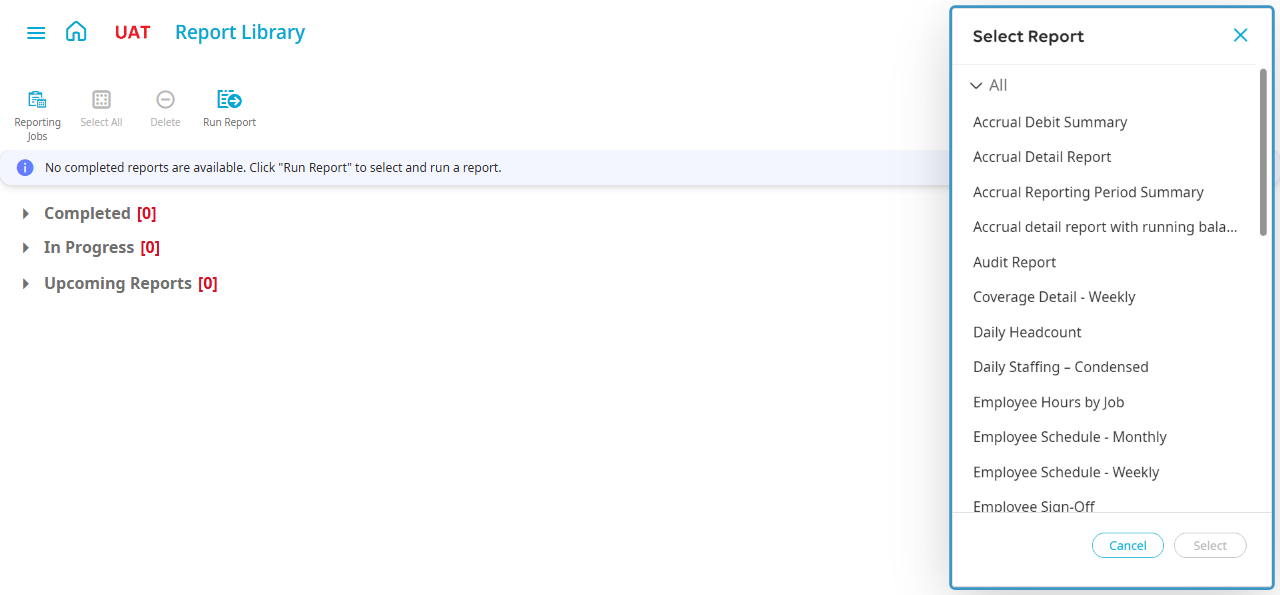 UAT Report Library
Reporting Jobs
Select All
Delete
Run Report
No completed reports are available. Click "Run Report" to select and run a report.
Completed [0]
In Progress [0]
Upcoming Reports [0]
Select Report
All
Accrual Debit Summary
Accrual Detail Report
Accrual Reporting Period Summary
Accrual detail report with running bala...
Audit Report
Coverage Detail - Weekly
Daily Headcount
Daily Staffing – Condensed
Employee Hours by Job
Employee Schedule - Monthly
Employee Schedule - Weekly
Employee Sign-Off
Cancel
Select